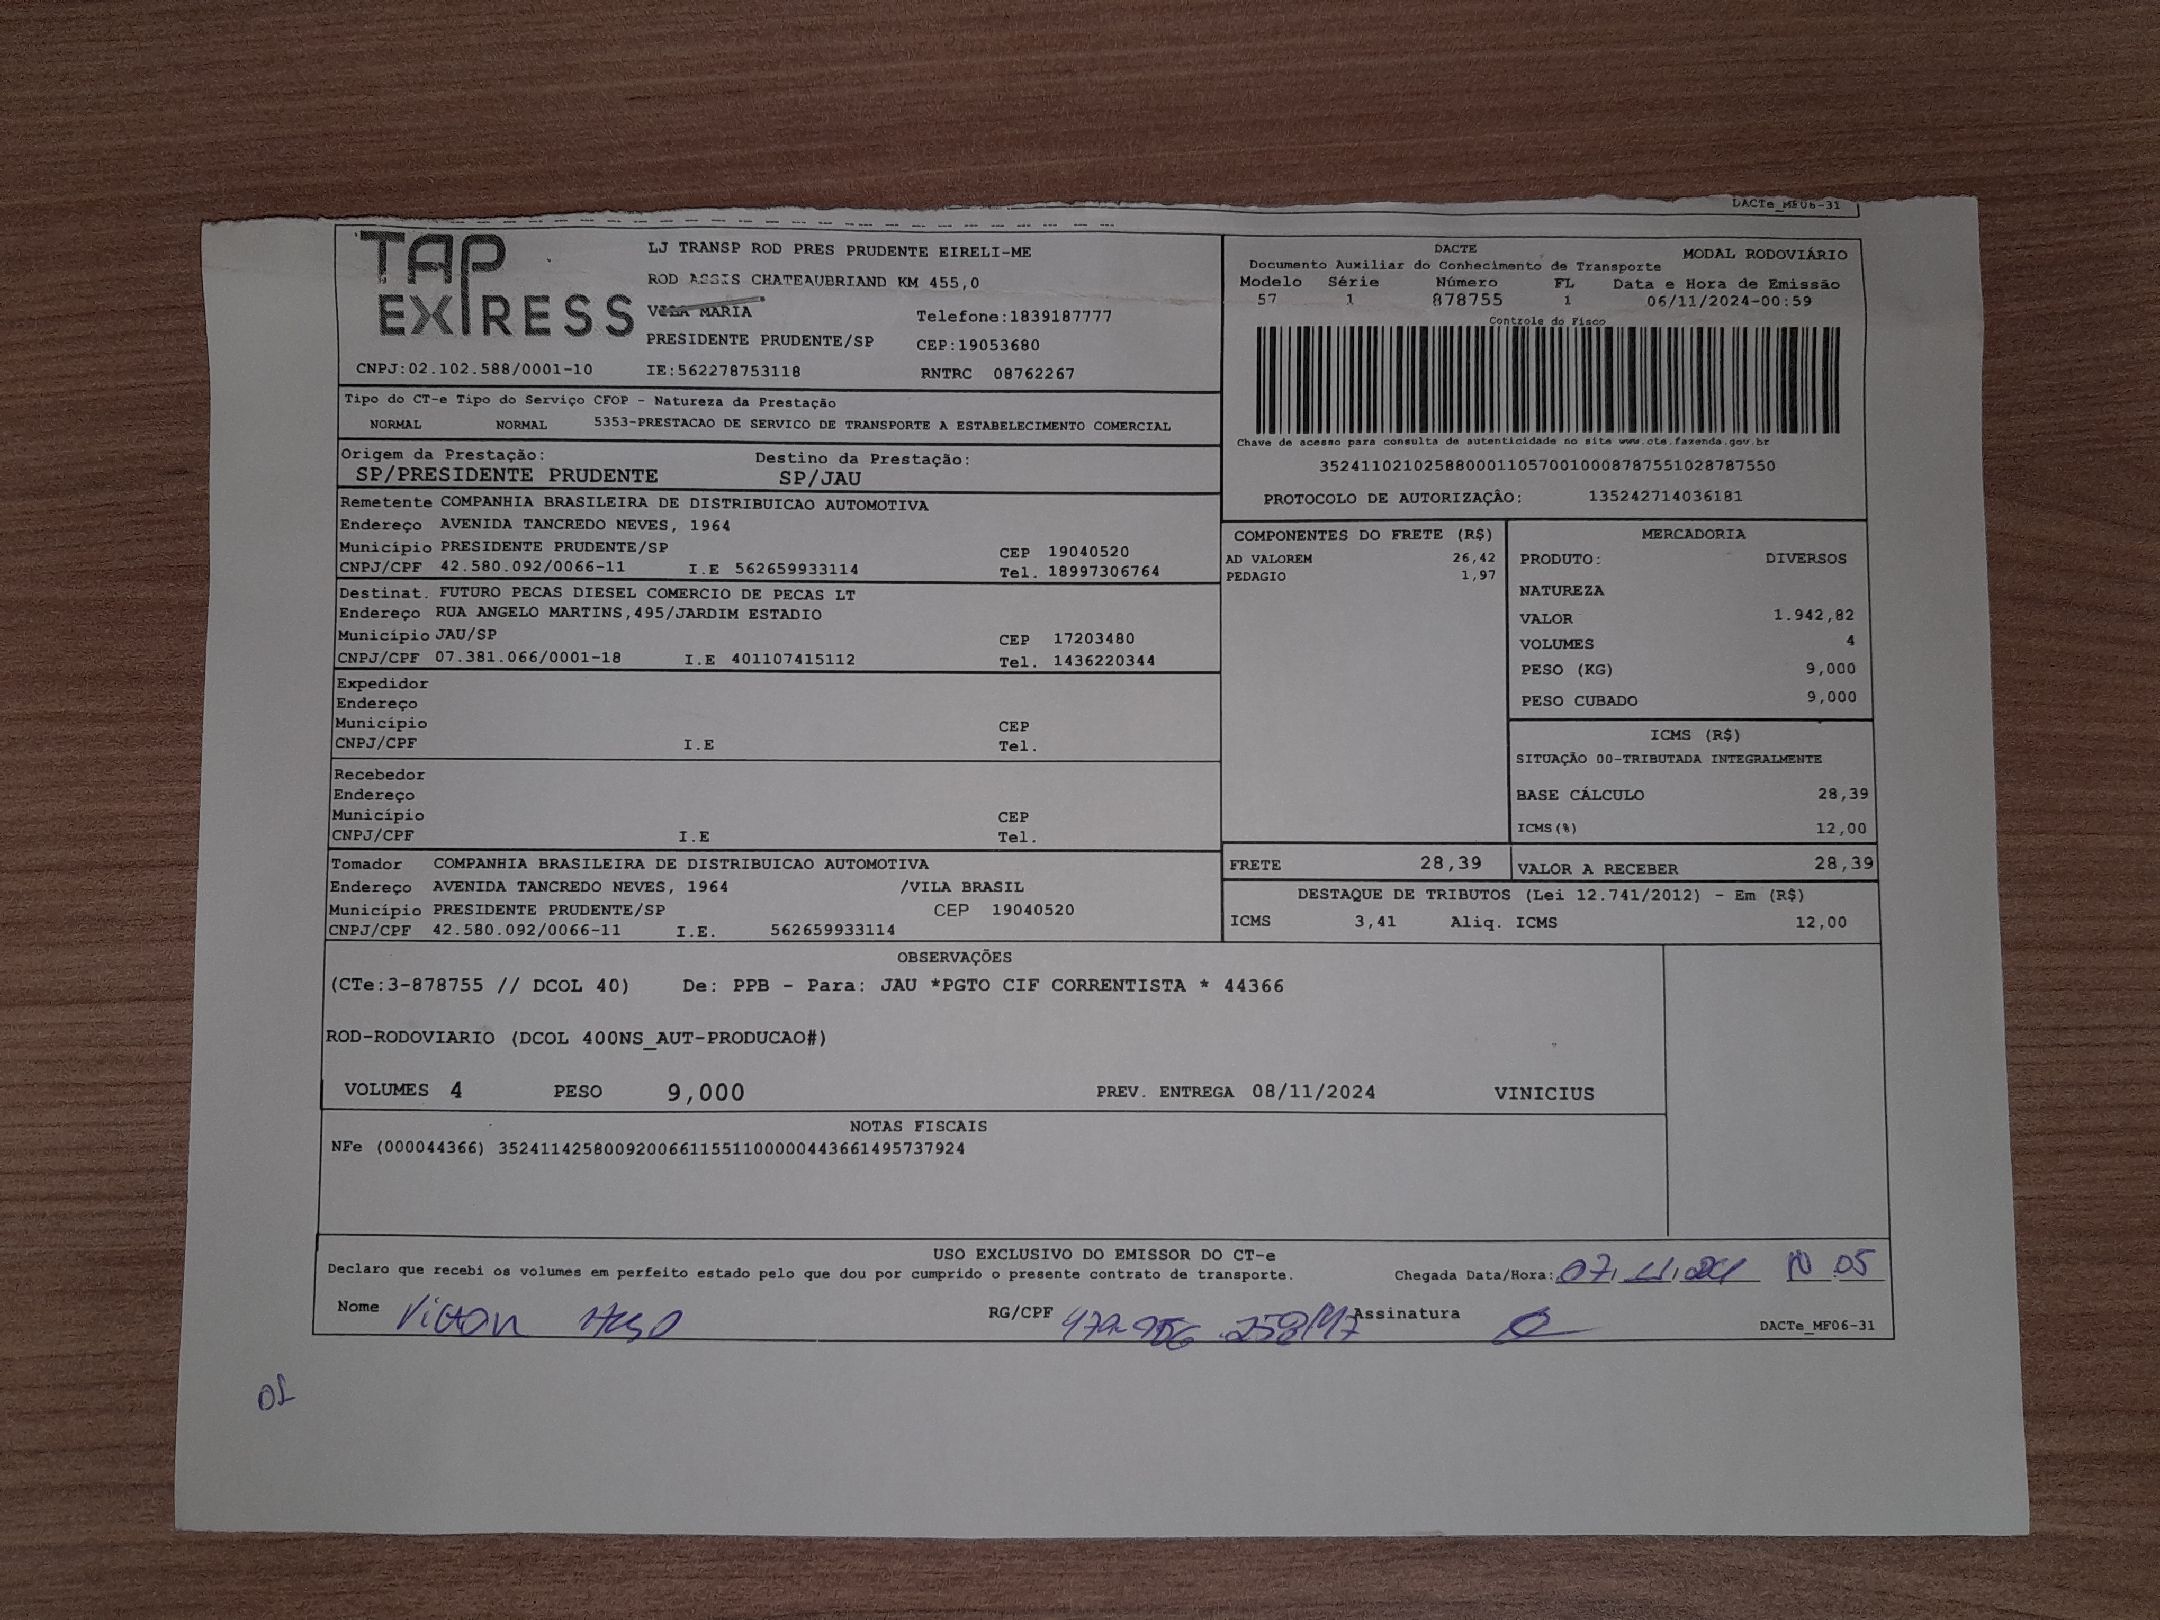 DACTe_MF06-31
TAP EXPRESS
LJ TRANSP ROD PRES PRUDENTE EIRELI-ME
ROD ASSIS CHATEAUBRIAND KM 455,0
MARIA
Telefone:1839187777
PRESIDENTE PRUDENTE/SP CEP:19053680
CNPJ:02.102.588/0001-10 IE:562278753118 RNTRC 08762267
DACTE MODAL RODOVIÁRIO
Documento Auxiliar do Conhecimento de Transporte
Modelo Série Número FL Data e Hora de Emissão
57 1 878755 1 06/11/2024-00:59
Controle do Fisco
Chave de acesso para consulta de autenticidade no site www.cte.fazenda.gov.br
35241102102588000110570010008787551028787550
PROTOCOLO DE AUTORIZAÇÂO: 135242714036181
Tipo do CT-e Tipo do Serviço CFOP - Natureza da Prestação
NORMAL NORMAL 5353-PRESTACAO DE SERVICO DE TRANSPORTE A ESTABELECIMENTO COMERCIAL
Origem da Prestação: Destino da Prestação:
SP/PRESIDENTE PRUDENTE SP/JAU
Remetente COMPANHIA BRASILEIRA DE DISTRIBUICAO AUTOMOTIVA
Endereço AVENIDA TANCREDO NEVES, 1964
Município PRESIDENTE PRUDENTE/SP CEP 19040520
CNPJ/CPF 42.580.092/0066-11 I.E 562659933114 Tel. 18997306764
Destinat. FUTURO PECAS DIESEL COMERCIO DE PECAS LT
Endereço RUA ANGELO MARTINS,495/JARDIM ESTADIO
Município JAU/SP CEP 17203480
CNPJ/CPF 07.381.066/0001-18 I.E 401107415112 Tel. 1436220344
Expedidor
Endereço
Município CEP
CNPJ/CPF I.E Tel.
Recebedor
Endereço
Município CEP
CNPJ/CPF I.E Tel.
Tomador COMPANHIA BRASILEIRA DE DISTRIBUICAO AUTOMOTIVA
Endereço AVENIDA TANCREDO NEVES, 1964 /VILA BRASIL
Município PRESIDENTE PRUDENTE/SP CEP 19040520
CNPJ/CPF 42.580.092/0066-11 I.E. 562659933114
COMPONENTES DO FRETE (R$)
AD VALOREM 26,42
PEDAGIO 1,97
MERCADORIA
PRODUTO: DIVERSOS
NATUREZA
VALOR 1.942,82
VOLUMES 4
PESO (KG) 9,000
PESO CUBADO 9,000
ICMS (R$)
SITUAÇÃO 00-TRIBUTADA INTEGRALMENTE
BASE CÁLCULO 28,39
ICMS(%) 12,00
FRETE 28,39 VALOR A RECEBER 28,39
DESTAQUE DE TRIBUTOS (Lei 12.741/2012) - Em (R$)
ICMS 3,41 Aliq. ICMS 12,00
OBSERVAÇÕES
(CTe:3-878755 // DCOL 40) De: PPB - Para: JAU *PGTO CIF CORRENTISTA * 44366
ROD-RODOVIARIO (DCOL 400NS_AUT-PRODUCAO#)
VOLUMES 4 PESO 9,000 PREV. ENTREGA 08/11/2024 VINICIUS
NOTAS FISCAIS
NFe (000044366) 35241142580092006611551100000443661495737924
USO EXCLUSIVO DO EMISSOR DO CT-e
Declaro que recebi os volumes em perfeito estado pelo que dou por cumprido o presente contrato de transporte. Chegada Data/Hora: 07.11.
Nome Victor RG/CPF Assinatura
DACTe_MF06-31